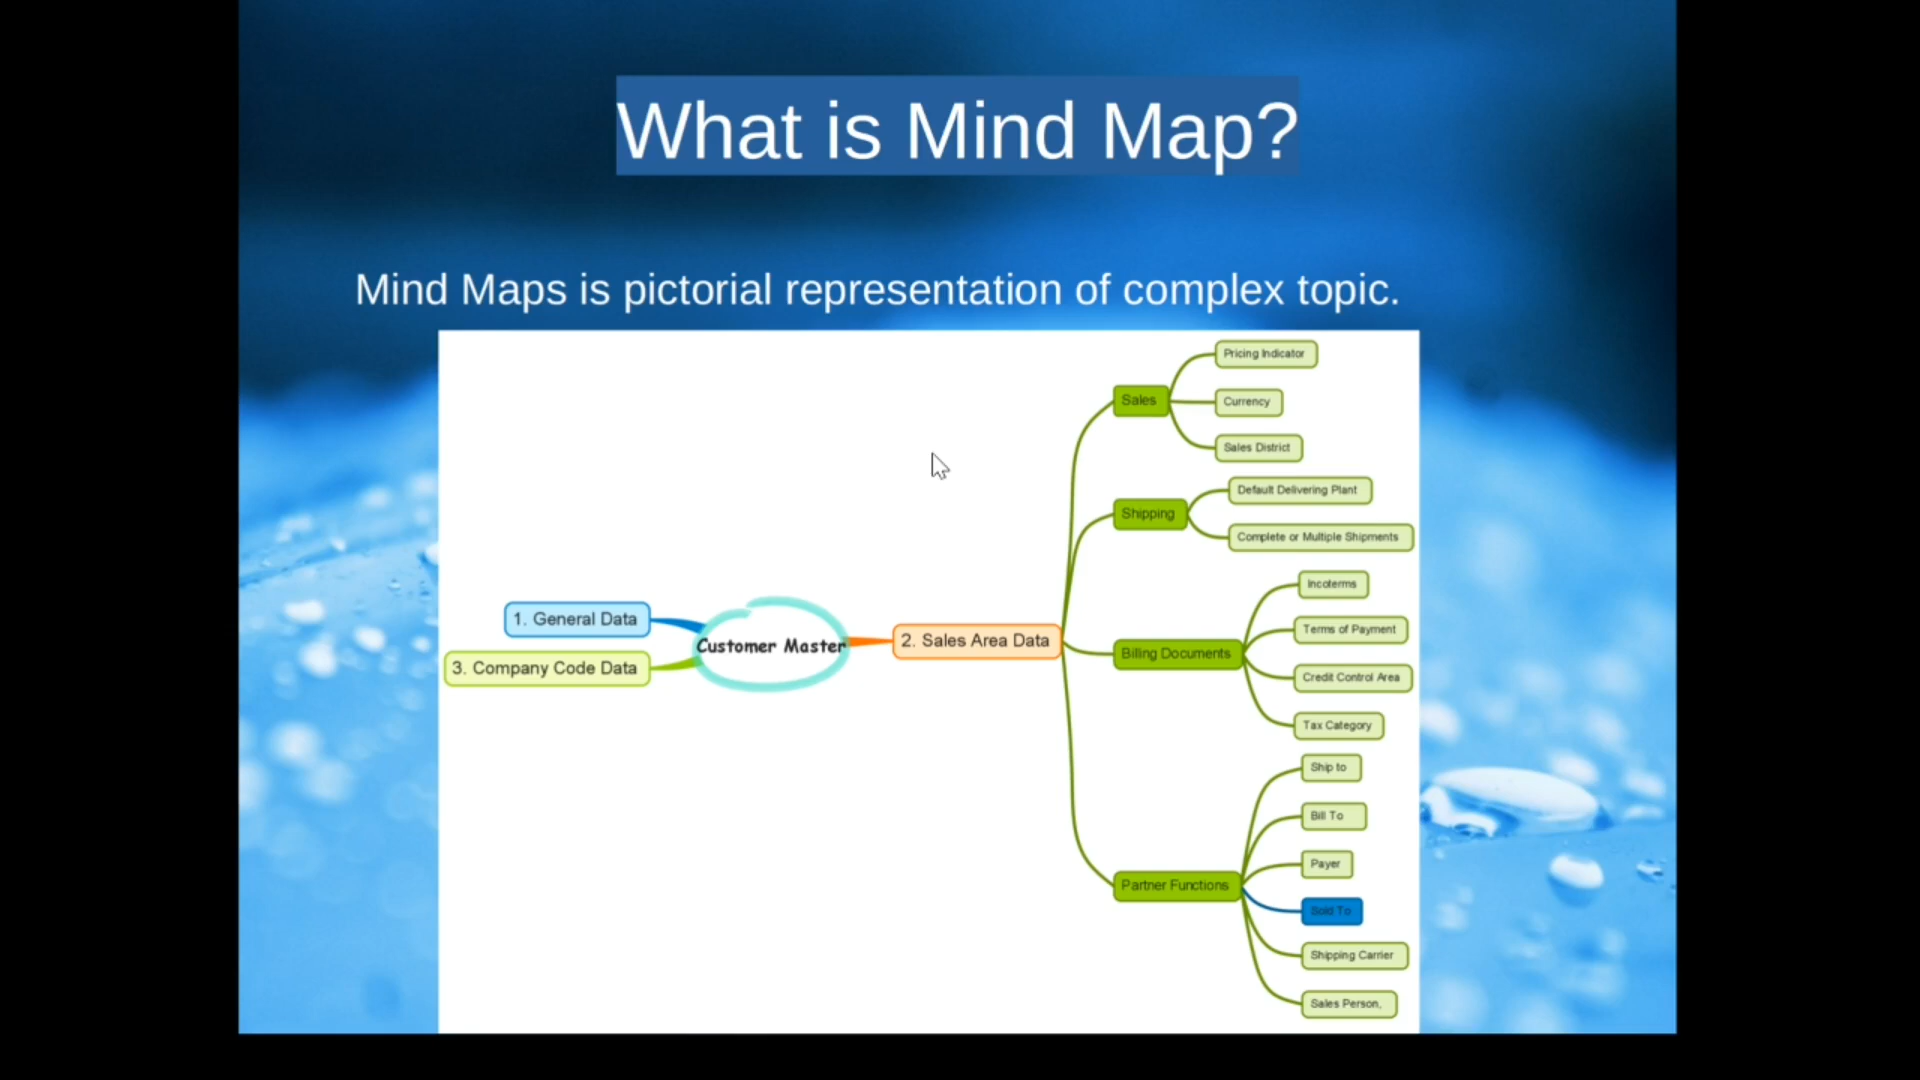 What is Mind Map?
Mind Maps is pictorial representation of complex topic.
Pricing Indicator
Sales
Currency
Sales District
Default Delivering Plant
Shipping
Complete or Multiple Shipments
Incoterms
1. General Data
Terms of Payment
Customer Master
2. Sales Area Data
Billing Documents
3. Company Code Data
Credit Control Area
Tax Category
Ship to
Bill To
Payer
Partner Functions
Sold To
Shipping Carrier
Sales Person,